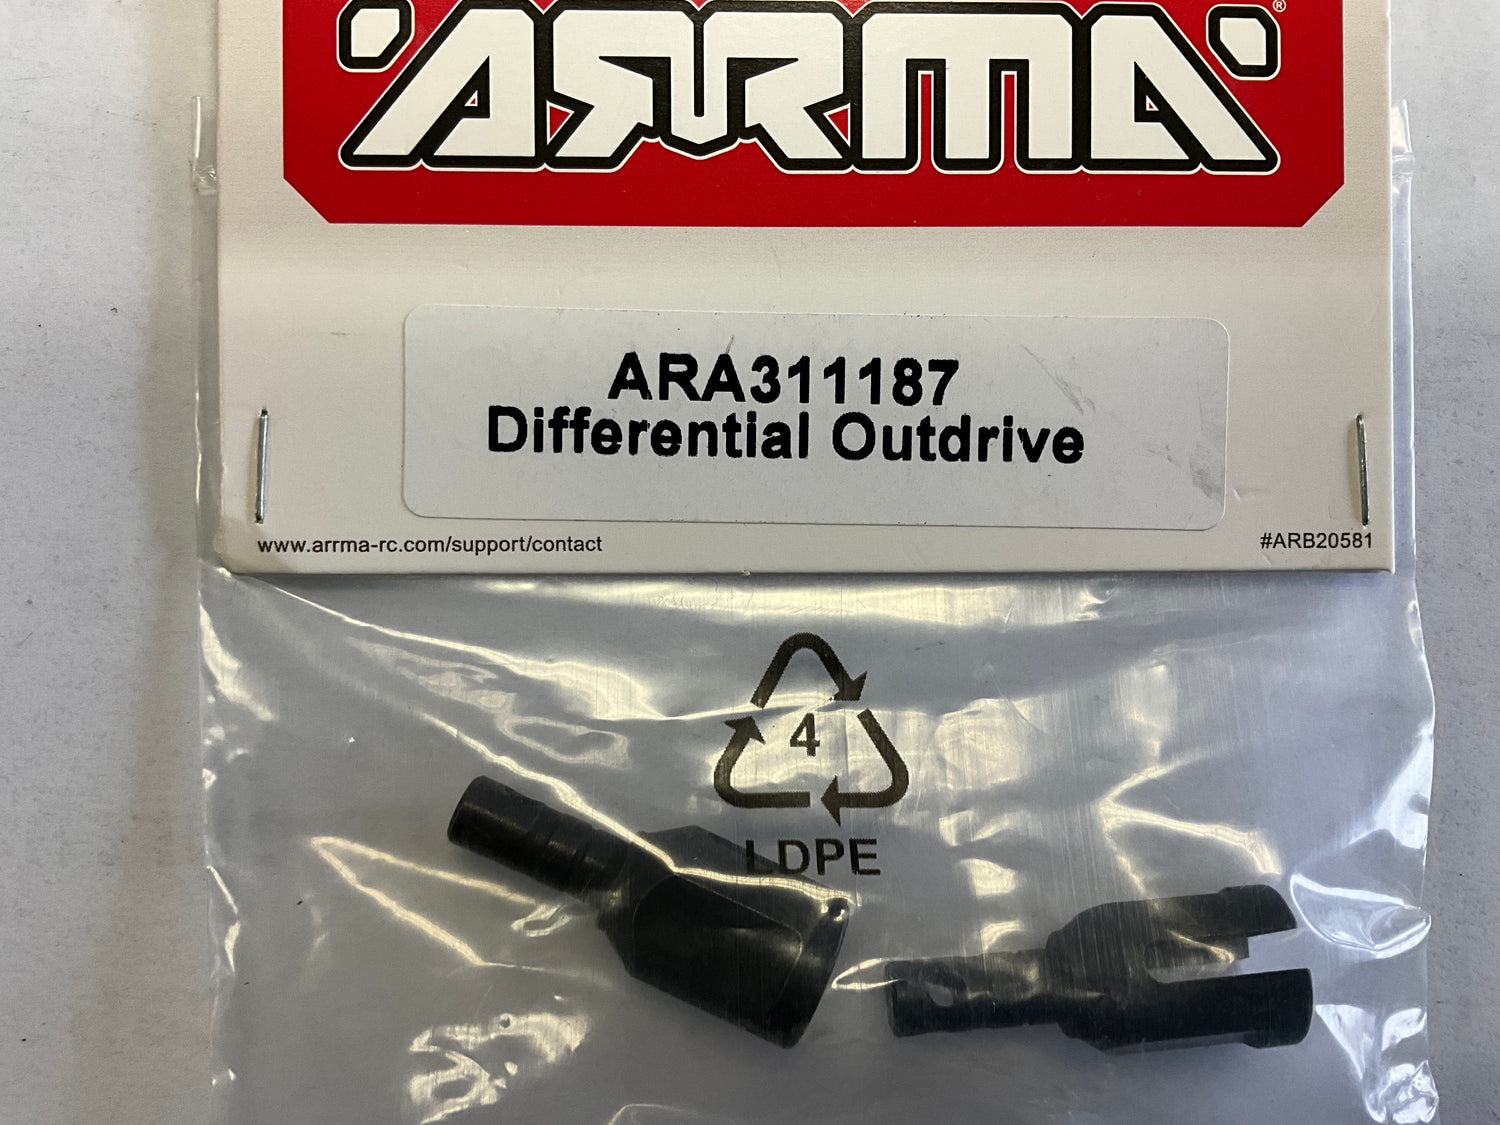 ARRMA®
ARA311187
Differential Outdrive
www.arrma-rc.com/support/contact
#ARB20581
4
LDPE